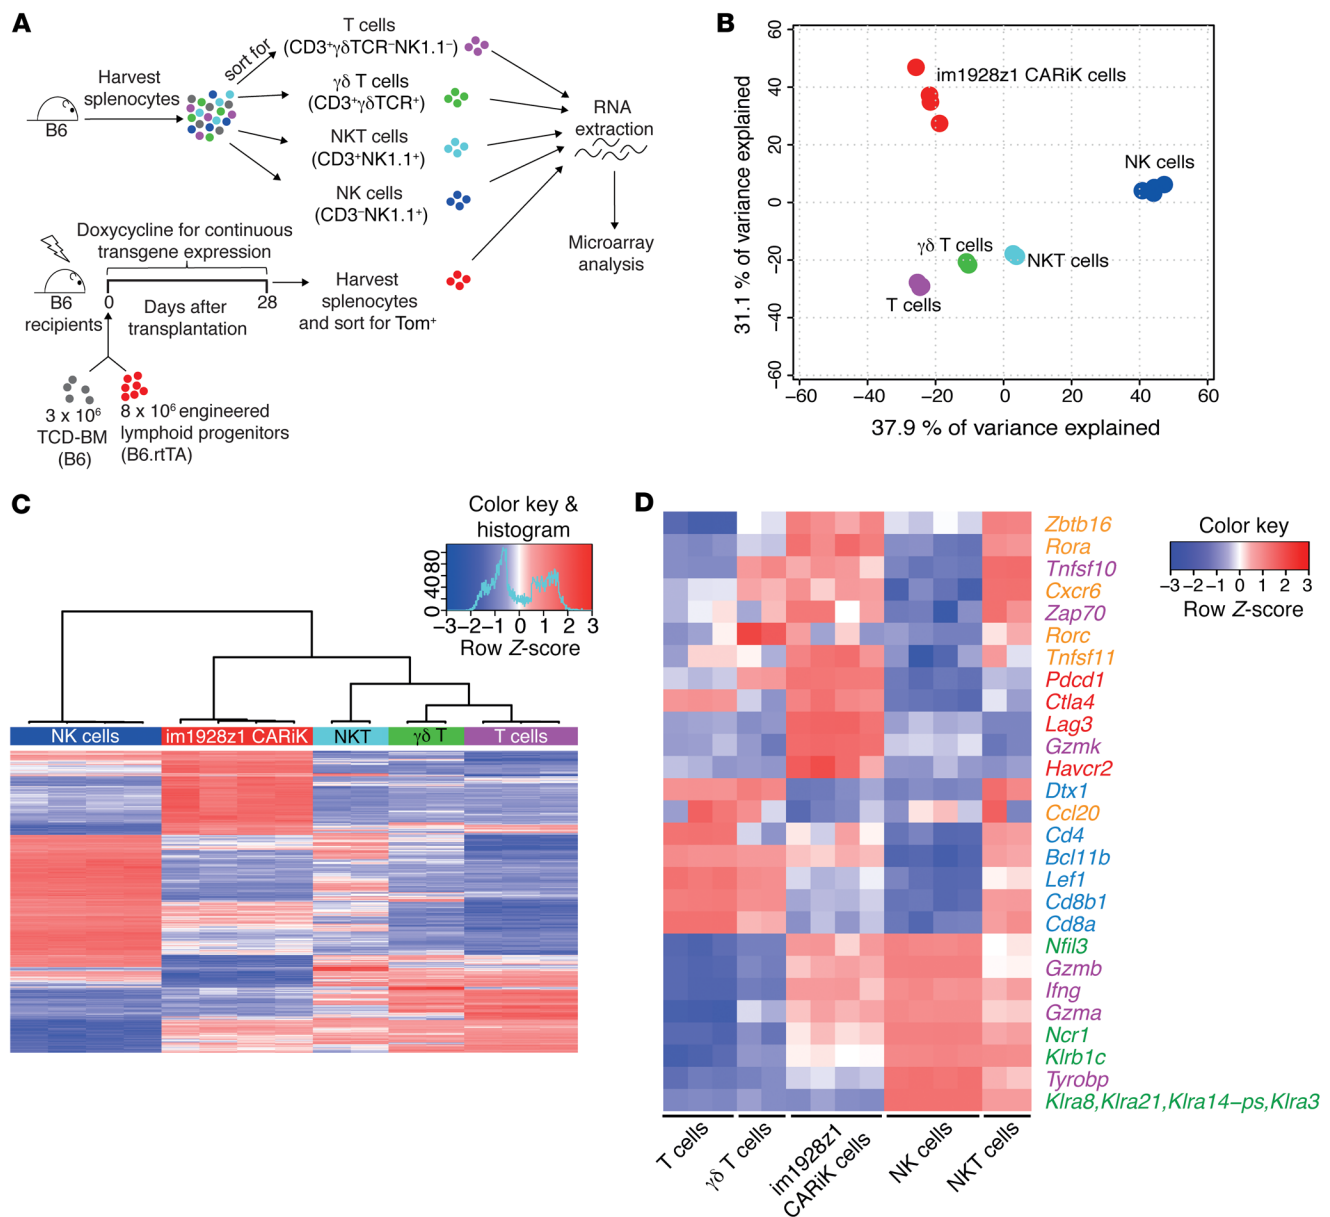 A
Harvest
splenocytes
B6
sort for
T cells
(CD3⁺γδTCR⁻NK1.1⁻)
γδ T cells
(CD3⁺γδTCR⁺)
NKT cells
(CD3⁺NK1.1⁺)
NK cells
(CD3⁻NK1.1⁺)
RNA
extraction
Microarray
analysis
Doxycycline for continuous
transgene expression
B6
recipients
0
28
Days after
transplantation
Harvest
splenocytes
and sort for Tom⁺
3 x 10⁶
TCD-BM
(B6)
8 x 10⁶ engineered
lymphoid progenitors
(B6.rtTA)
B
31.1 % of variance explained
60
40
20
0
−20
−40
−60
im1928z1 CARiK cells
NK cells
γδ T cells
NKT cells
T cells
−60 −40 −20 0 20 40 60
37.9 % of variance explained
C
Color key &
histogram
0 40 80
−3 −2 −1 0 1 2 3
Row Z-score
NK cells im1928z1 CARiK NKT γδ T T cells
D
Zbtb16
Rora
Tnfsf10
Cxcr6
Zap70
Rorc
Tnfsf11
Pdcd1
Ctla4
Lag3
Gzmk
Havcr2
Dtx1
Ccl20
Cd4
Bcl11b
Lef1
Cd8b1
Cd8a
Nfil3
Gzmb
Ifng
Gzma
Ncr1
Klrb1c
Tyrobp
Klra8,Klra21,Klra14−ps,Klra3
T cells
γδ T cells
im1928z1
CARiK cells
NK cells
NKT cells
Color key
−3 −2 −1 0 1 2 3
Row Z-score